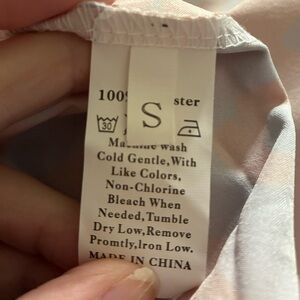 100% ster
30
S
Machine wash
Cold Gentle,With
Like Colors,
Non-Chlorine
Bleach When
Needed,Tumble
Dry Low,Remove
Promtly,Iron Low.
MADE IN CHINA